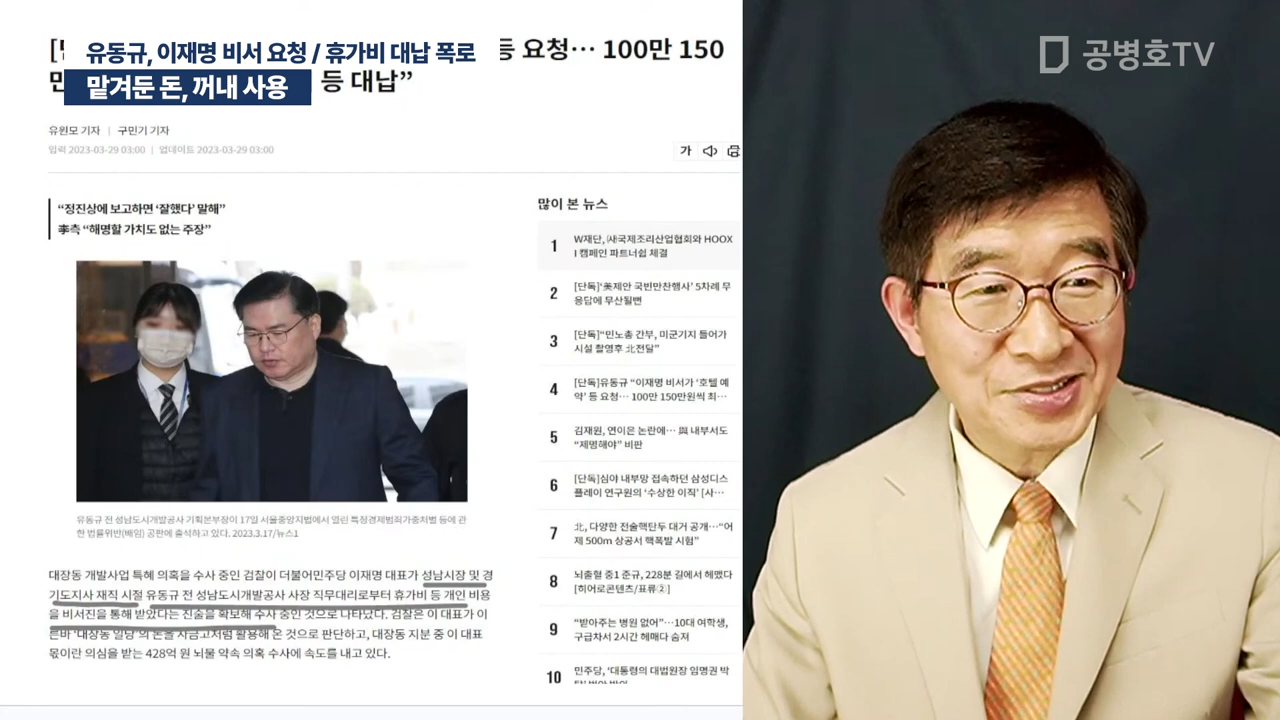 유동규, 이재명 비서 요청 / 휴가비 대납 폭로
맡겨둔 돈, 꺼내 사용
등 요청… 100만 150
등 대납”
공병호TV
유원모 기자 | 구민기 기자
입력 2023-03-29 03:00 | 업데이트 2023-03-29 03:00
가
“정진상에 보고하면 ‘잘했다’ 말해”
李측 “해명할 가치도 없는 주장”
유동규 전 성남도시개발공사 기획본부장이 17일 서울중앙지법에서 열린 특정경제범죄가중처벌 등에 관
한 법률위반(배임) 공판에 출석하고 있다. 2023.3.17/뉴스1
대장동 개발사업 특혜 의혹을 수사 중인 검찰이 더불어민주당 이재명 대표가 성남시장 및 경
기도지사 재직 시절 유동규 전 성남도시개발공사 사장 직무대리로부터 휴가비 등 개인 비용
을 비서진을 통해 받았다는 진술을 확보해 수사 중인 것으로 나타났다. 검찰은 이 대표가 이
른바 ‘대장동 일당’의 돈을 사금고처럼 활용해 온 것으로 판단하고, 대장동 지분 중 이 대표
몫이란 의심을 받는 428억 원 뇌물 약속 의혹 수사에 속도를 내고 있다.
많이 본 뉴스
1 W재단, ㈔국제조리산업협회와 HOOX
I 캠페인 파트너쉽 체결
2 [단독]‘美제안 국빈만찬행사’ 5차례 무
응답에 무산될뻔
3 [단독]“민노총 간부, 미군기지 들어가
시설 촬영후 北전달”
4 [단독]유동규 “이재명 비서가 ‘호텔 예
약’ 등 요청… 100만 150만원씩 최…
5 김재원, 연이은 논란에… 與 내부서도
“제명해야” 비판
6 [단독]심야 내부망 접속하던 삼성디스
플레이 연구원의 ‘수상한 이직’ [사…
7 北, 다양한 전술핵탄두 대거 공개…“어
제 500m 상공서 핵폭발 시험”
8 뇌출혈 중1 준규, 228분 길에서 헤맸다
[히어로콘텐츠/표류②]
9 “받아주는 병원 없어”…10대 여학생,
구급차서 2시간 헤매다 숨져
10 민주당, ‘대통령의 대법원장 임명권 박